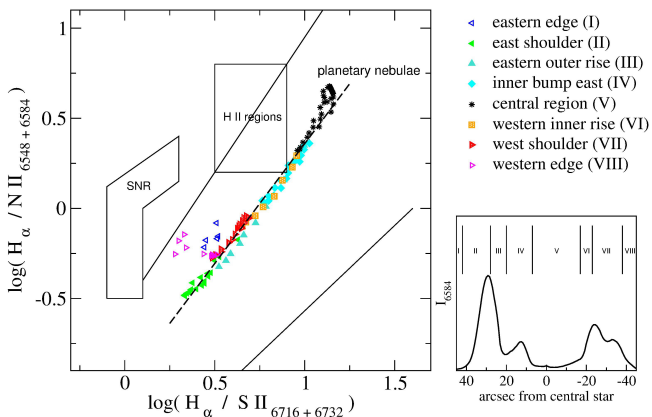 eastern edge (I)
east shoulder (II)
eastern outer rise (III)
inner bump east (IV)
central region (V)
western inner rise (VI)
west shoulder (VII)
western edge (VIII)
planetary nebulae
H II regions
SNR
1
0.5
0
-0.5
0 0.5 1 1.5
log( Hα / N II 6548 + 6584)
log( Hα / S II 6716 + 6732)
I II III IV V VI VII VIII
I6584
40 20 0 -20 -40
arcsec from central star